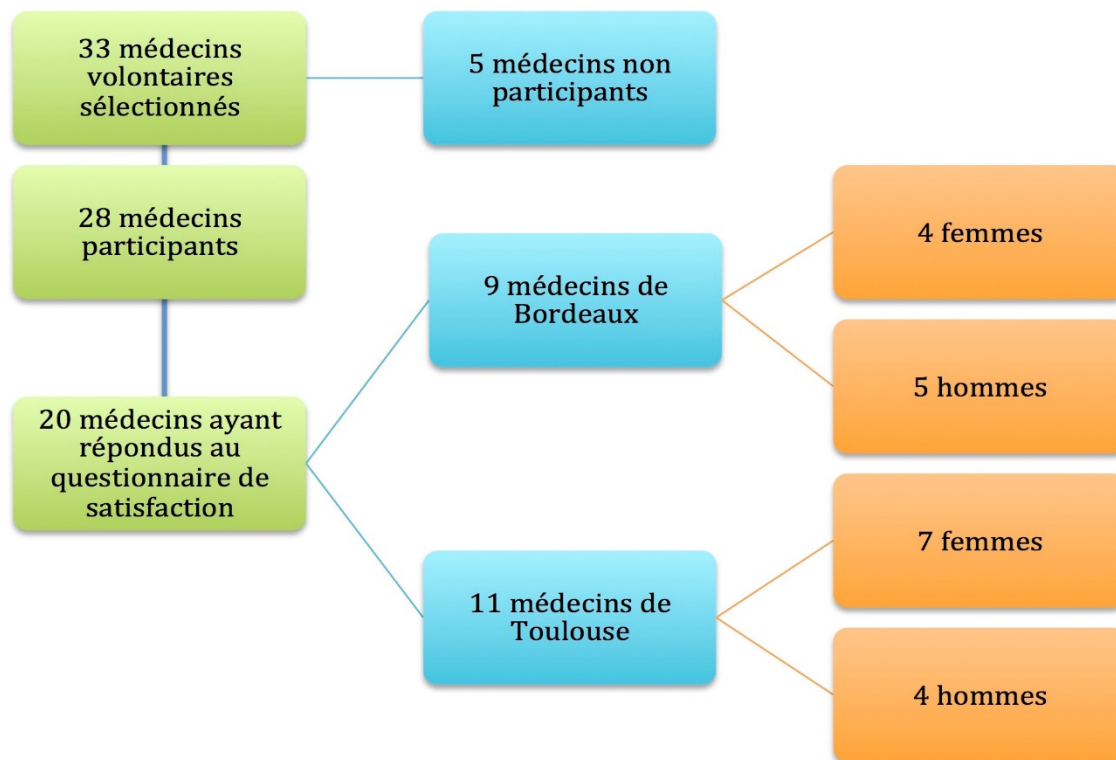 33 médecins
volontaires
sélectionnés
5 médecins non
participants
28 médecins
participants
20 médecins ayant
répondus au
questionnaire de
satisfaction
9 médecins de
Bordeaux
4 femmes
5 hommes
11 médecins de
Toulouse
7 femmes
4 hommes